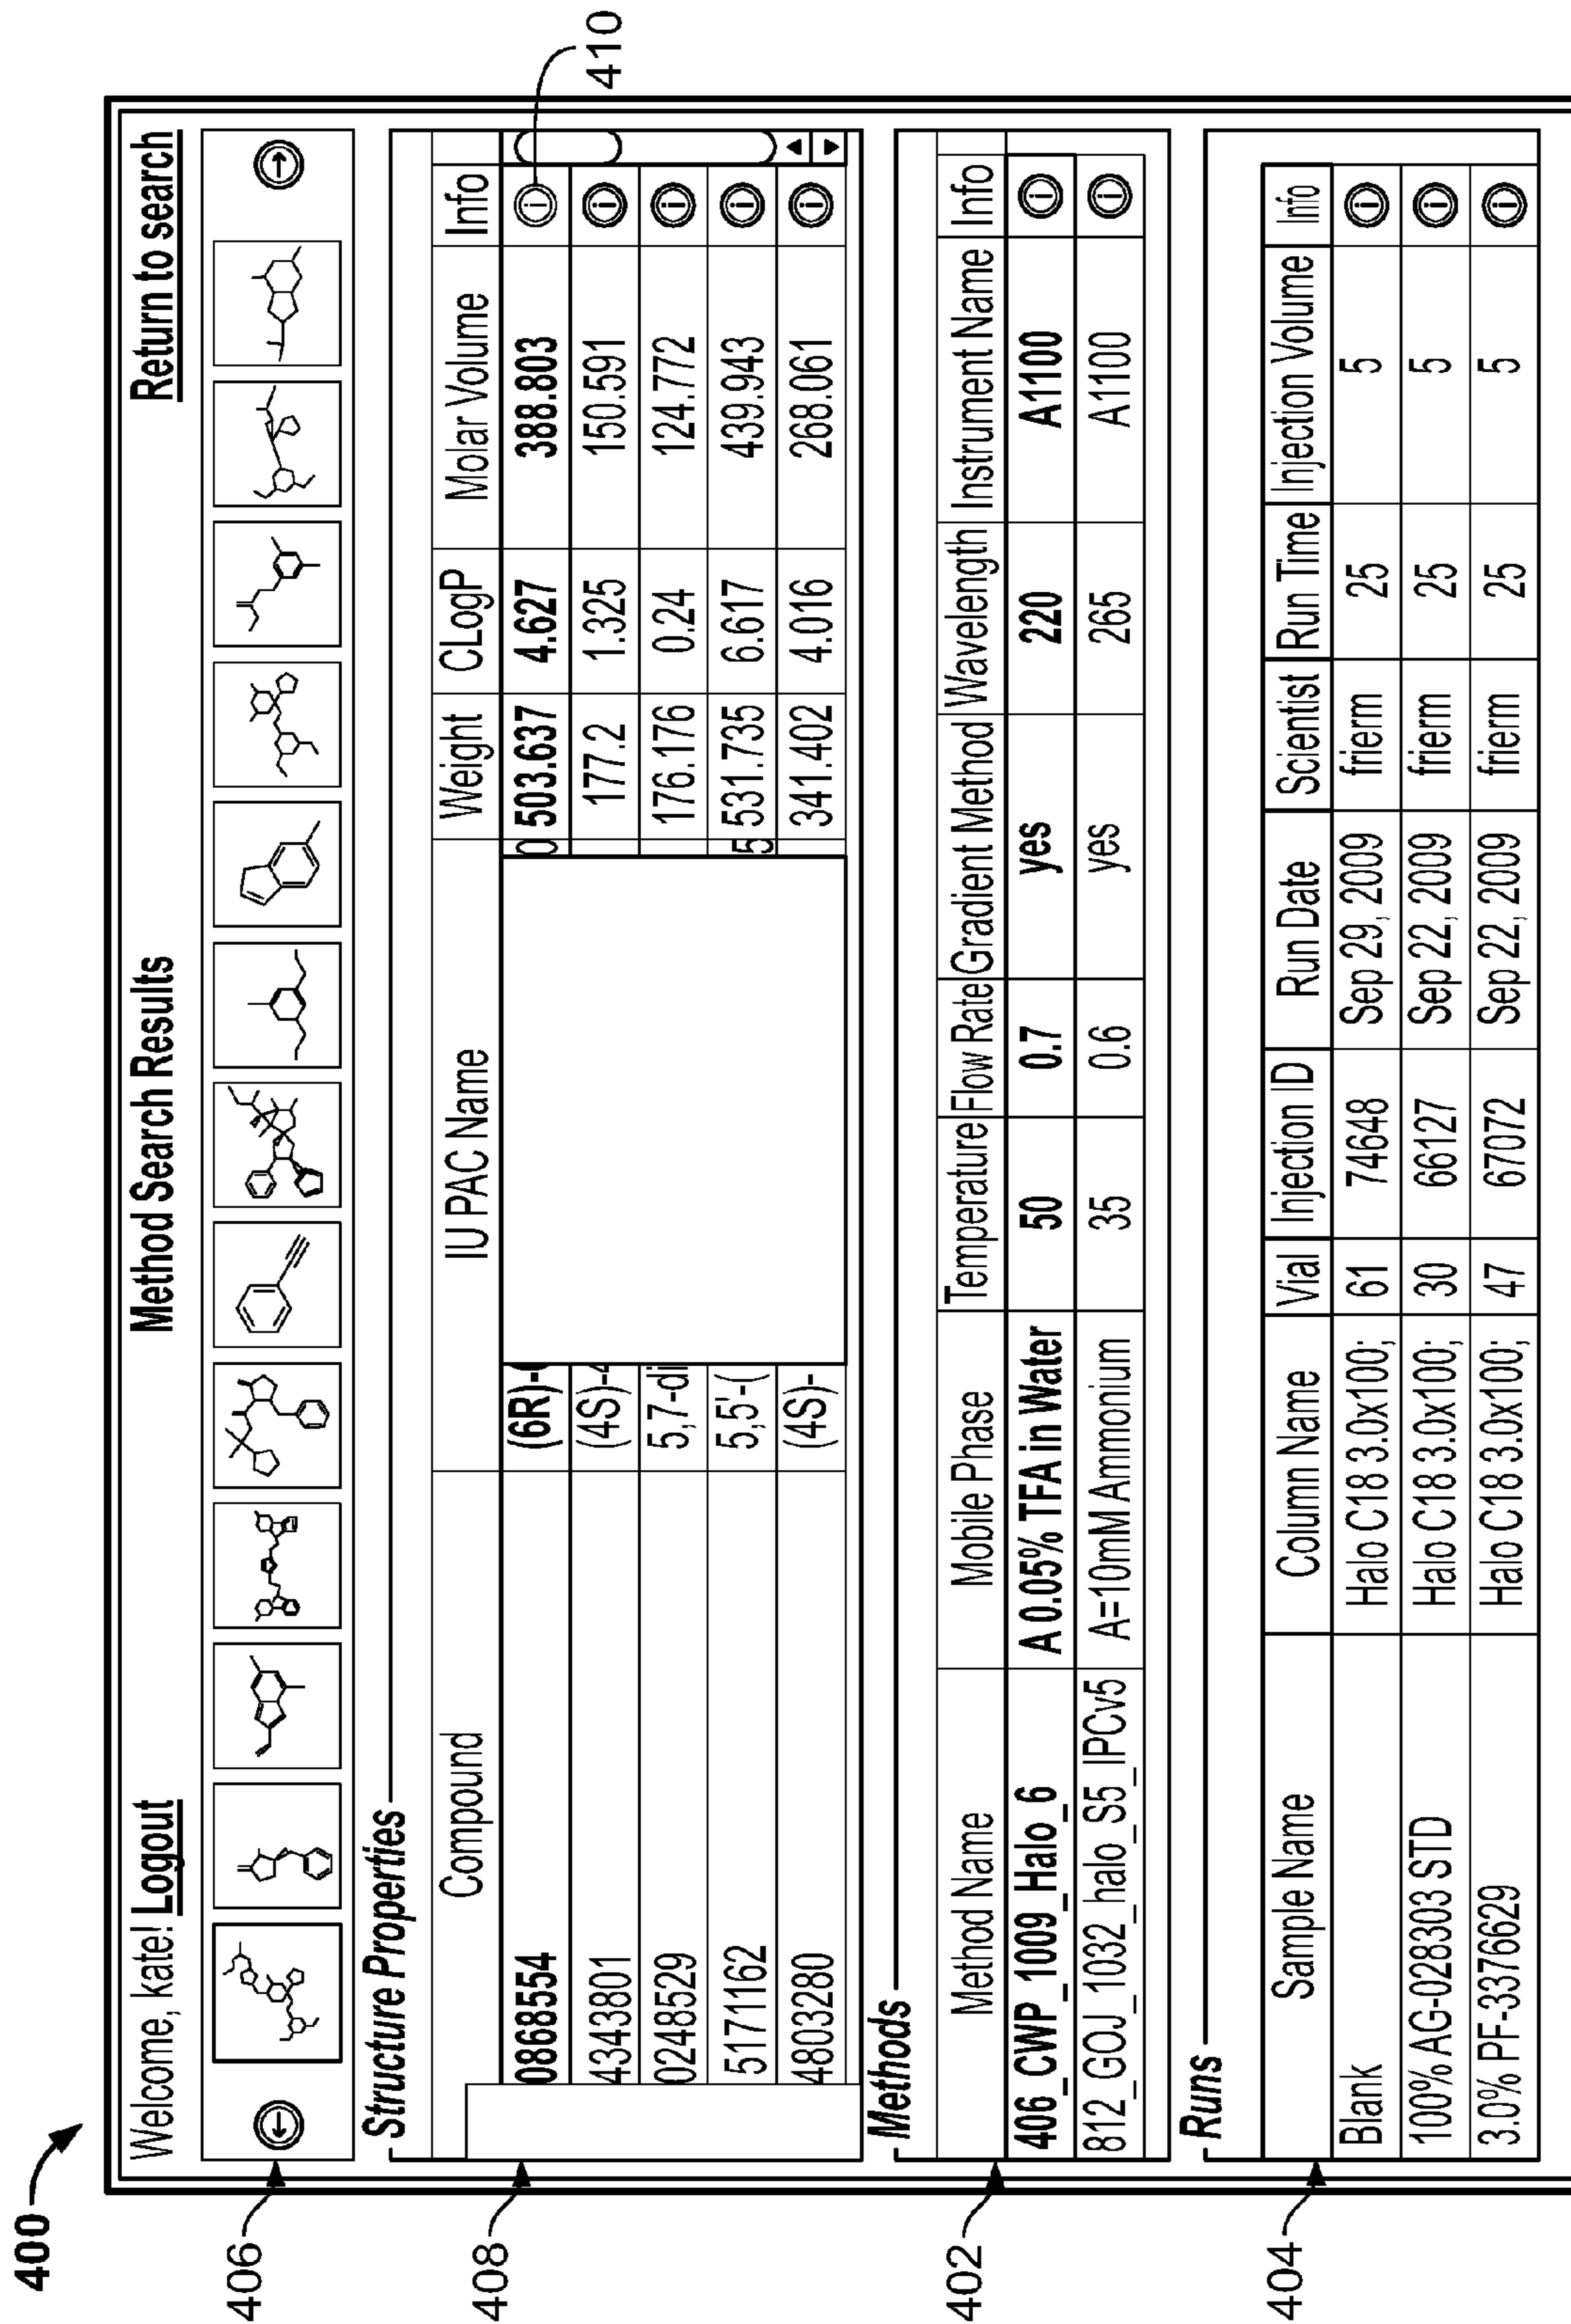 400
Welcome, kate! Logout Method Search Results Return to search
406
Structure Properties
Compound IU PAC Name Weight CLogP Molar Volume Info
410
408
0868554 (6R)- 503.637 4.627 388.803 i
4343801 (4S)-4 177.2 1.325 150.591 i
0248529 5,7-di 176.176 0.24 124.772 i
5171162 5,5'-( 5 531.735 6.617 439.943 i
4803280 (4S)- 341.402 4.016 268.061 i
Methods
Method Name Mobile Phase Temperature Flow Rate Gradient Method Wavelength Instrument Name Info
402
406_CWP_1009_Halo_6 A 0.05% TFA in Water 50 0.7 yes 220 A1100 i
812_GOJ_1032_halo_S5_IPCv5 A=10mM Ammonium 35 0.6 yes 265 A1100 i
Runs
Sample Name Column Name Vial Injection ID Run Date Scientist Run Time Injection Volume Info
404
Blank Halo C18 3.0x100; 61 74648 Sep 29, 2009 frierm 25 5 i
100% AG-028303 STD Halo C18 3.0x100; 30 66127 Sep 22, 2009 frierm 25 5 i
3.0% PF-3376629 Halo C18 3.0x100; 47 67072 Sep 22, 2009 frierm 25 5 i